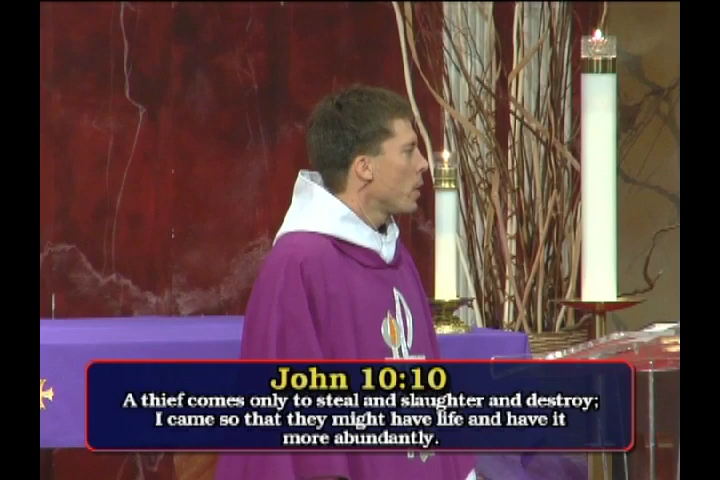 John 10:10
A thief comes only to steal and slaughter and destroy;
I came so that they might have life and have it
more abundantly.